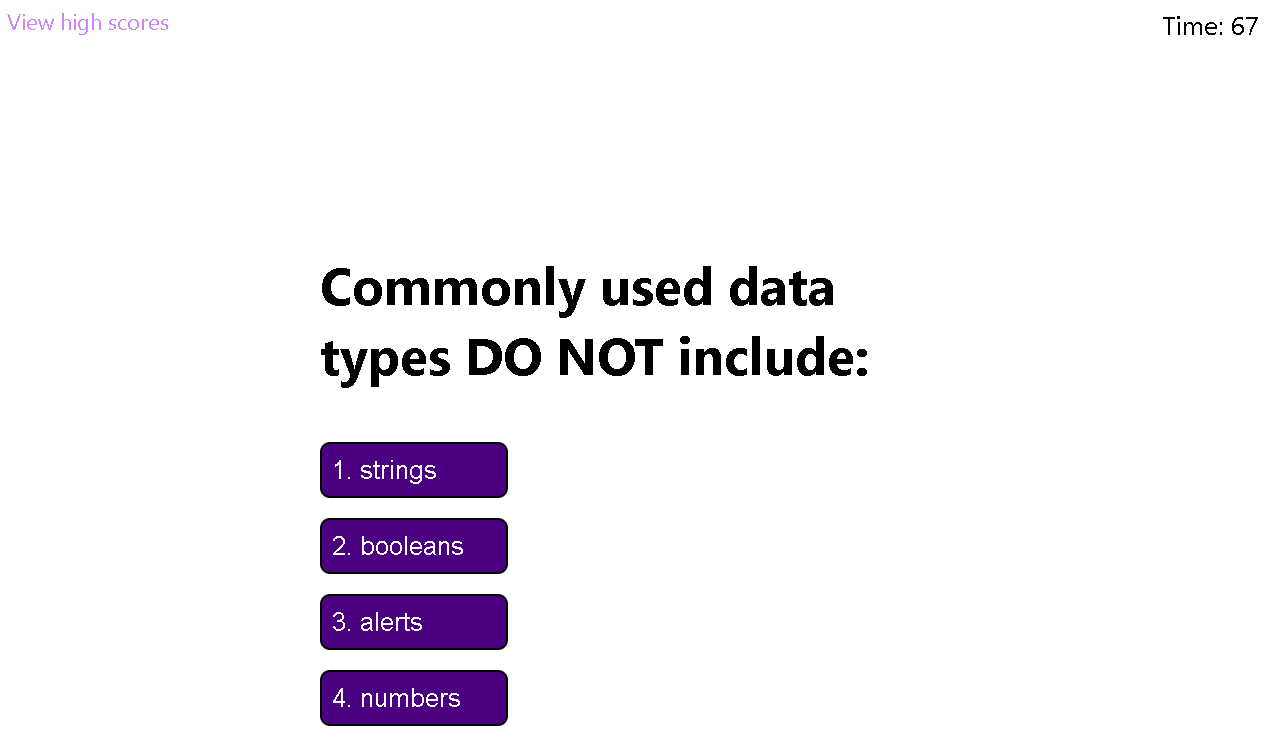 View high scores
Time: 67
Commonly used data
types DO NOT include:
1. strings
2. booleans
3. alerts
4. numbers